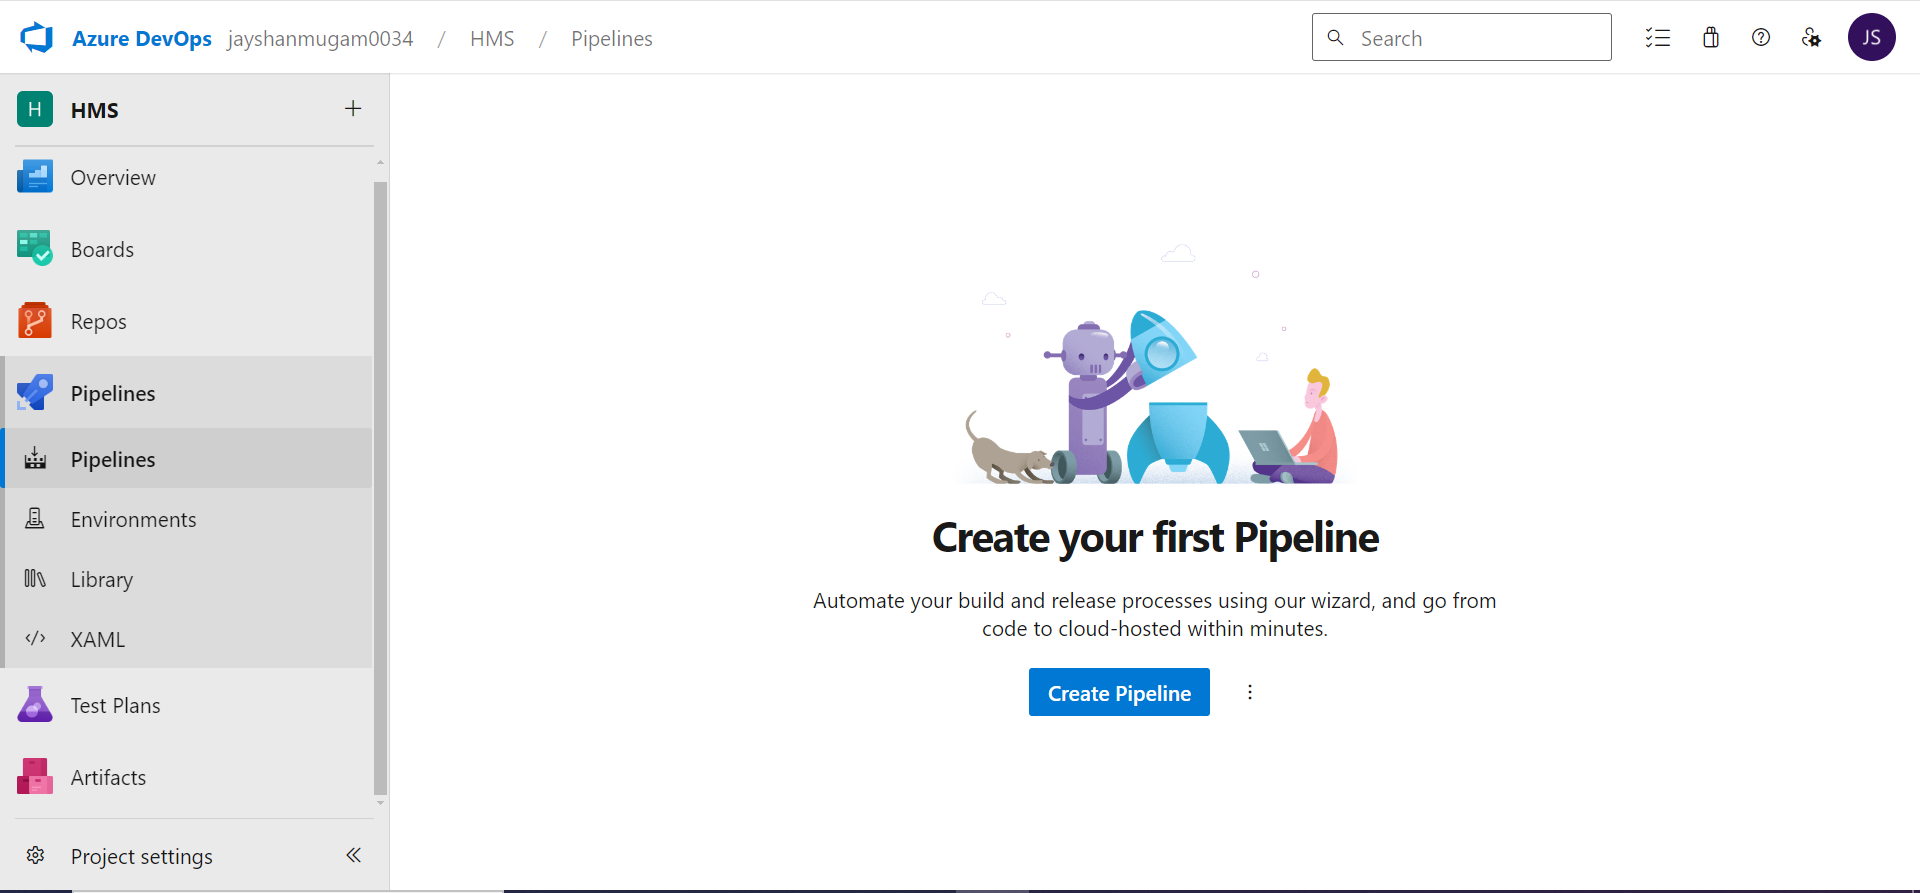 Azure DevOps jayshanmugam0034 / HMS / Pipelines
Search
JS
H HMS
Overview
Boards
Repos
Pipelines
Pipelines
Environments
Library
XAML
Test Plans
Artifacts
Project settings
Create your first Pipeline
Automate your build and release processes using our wizard, and go from
code to cloud-hosted within minutes.
Create Pipeline